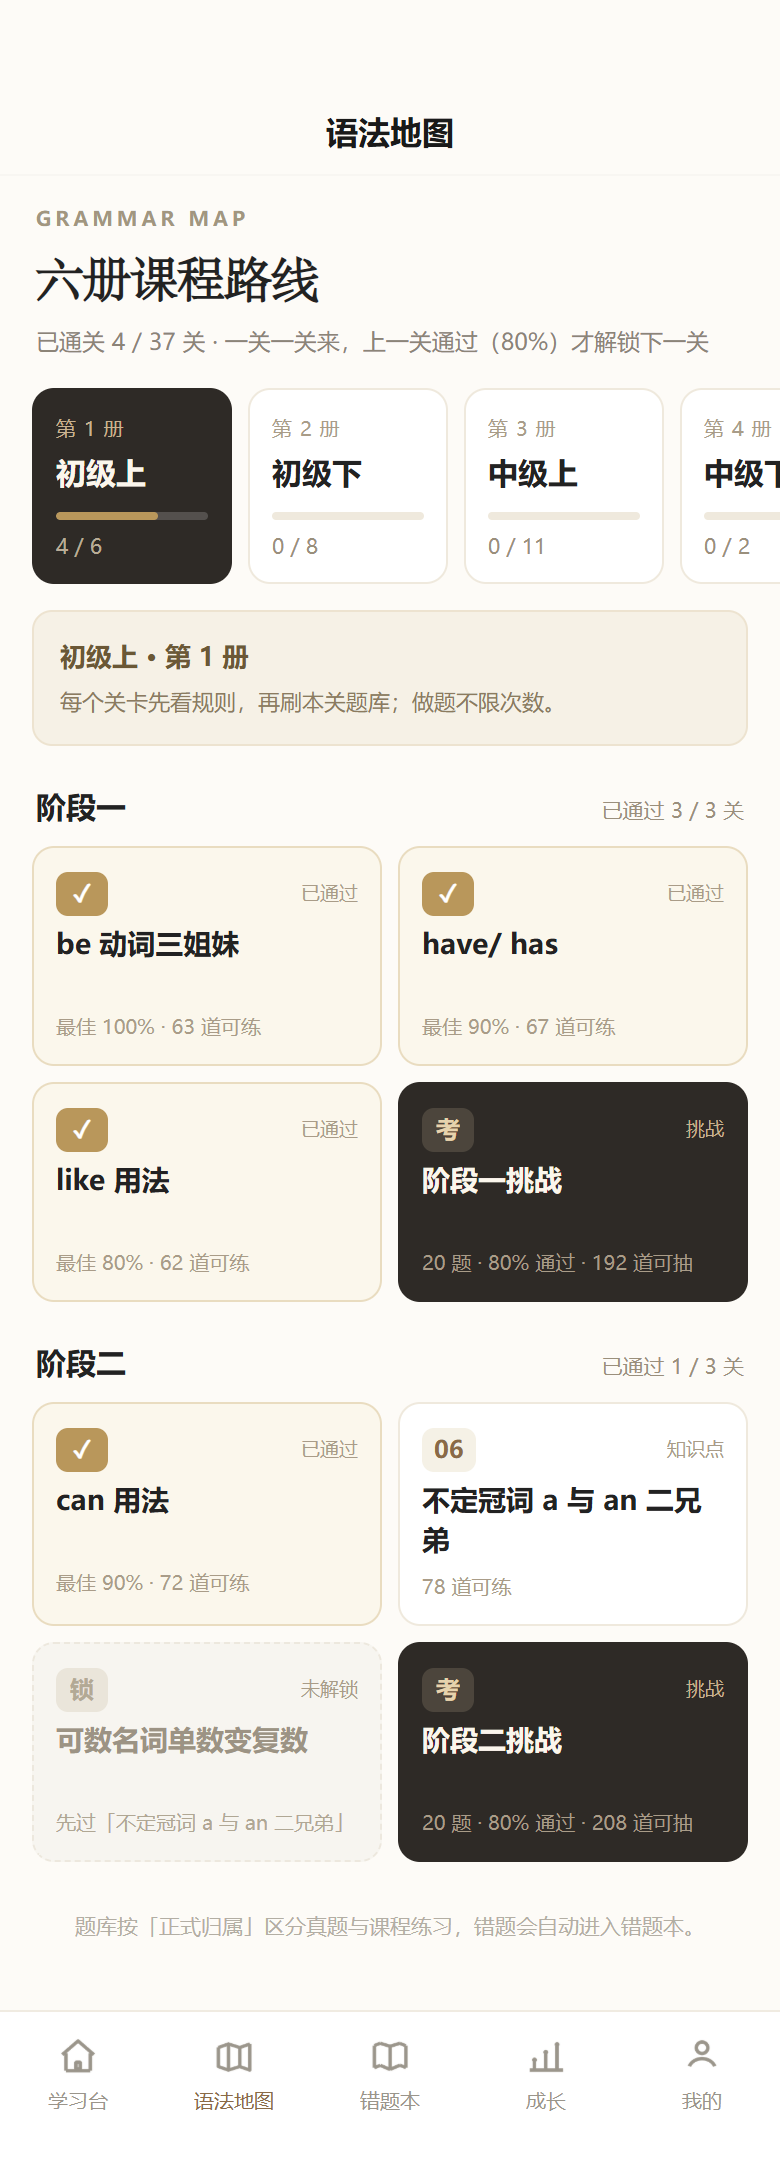 语法地图
GRAMMAR MAP
六册课程路线
已通关 4 / 37 关 · 一关一关来，上一关通过（80%）才解锁下一关
第 1 册
初级上
4 / 6
第 2 册
初级下
0 / 8
第 3 册
中级上
0 / 11
第 4 册
中级下
0 / 2
初级上 • 第 1 册
每个关卡先看规则，再刷本关题库；做题不限次数。
阶段一
已通过 3 / 3 关
✓
已通过
be 动词三姐妹
最佳 100% · 63 道可练
✓
已通过
have/ has
最佳 90% · 67 道可练
✓
已通过
like 用法
最佳 80% · 62 道可练
考
挑战
阶段一挑战
20 题 · 80% 通过 · 192 道可抽
阶段二
已通过 1 / 3 关
✓
已通过
can 用法
最佳 90% · 72 道可练
06
知识点
不定冠词 a 与 an 二兄
弟
78 道可练
锁
未解锁
可数名词单数变复数
先过「不定冠词 a 与 an 二兄弟」
考
挑战
阶段二挑战
20 题 · 80% 通过 · 208 道可抽
题库按「正式归属」区分真题与课程练习，错题会自动进入错题本。
学习台
语法地图
错题本
成长
我的